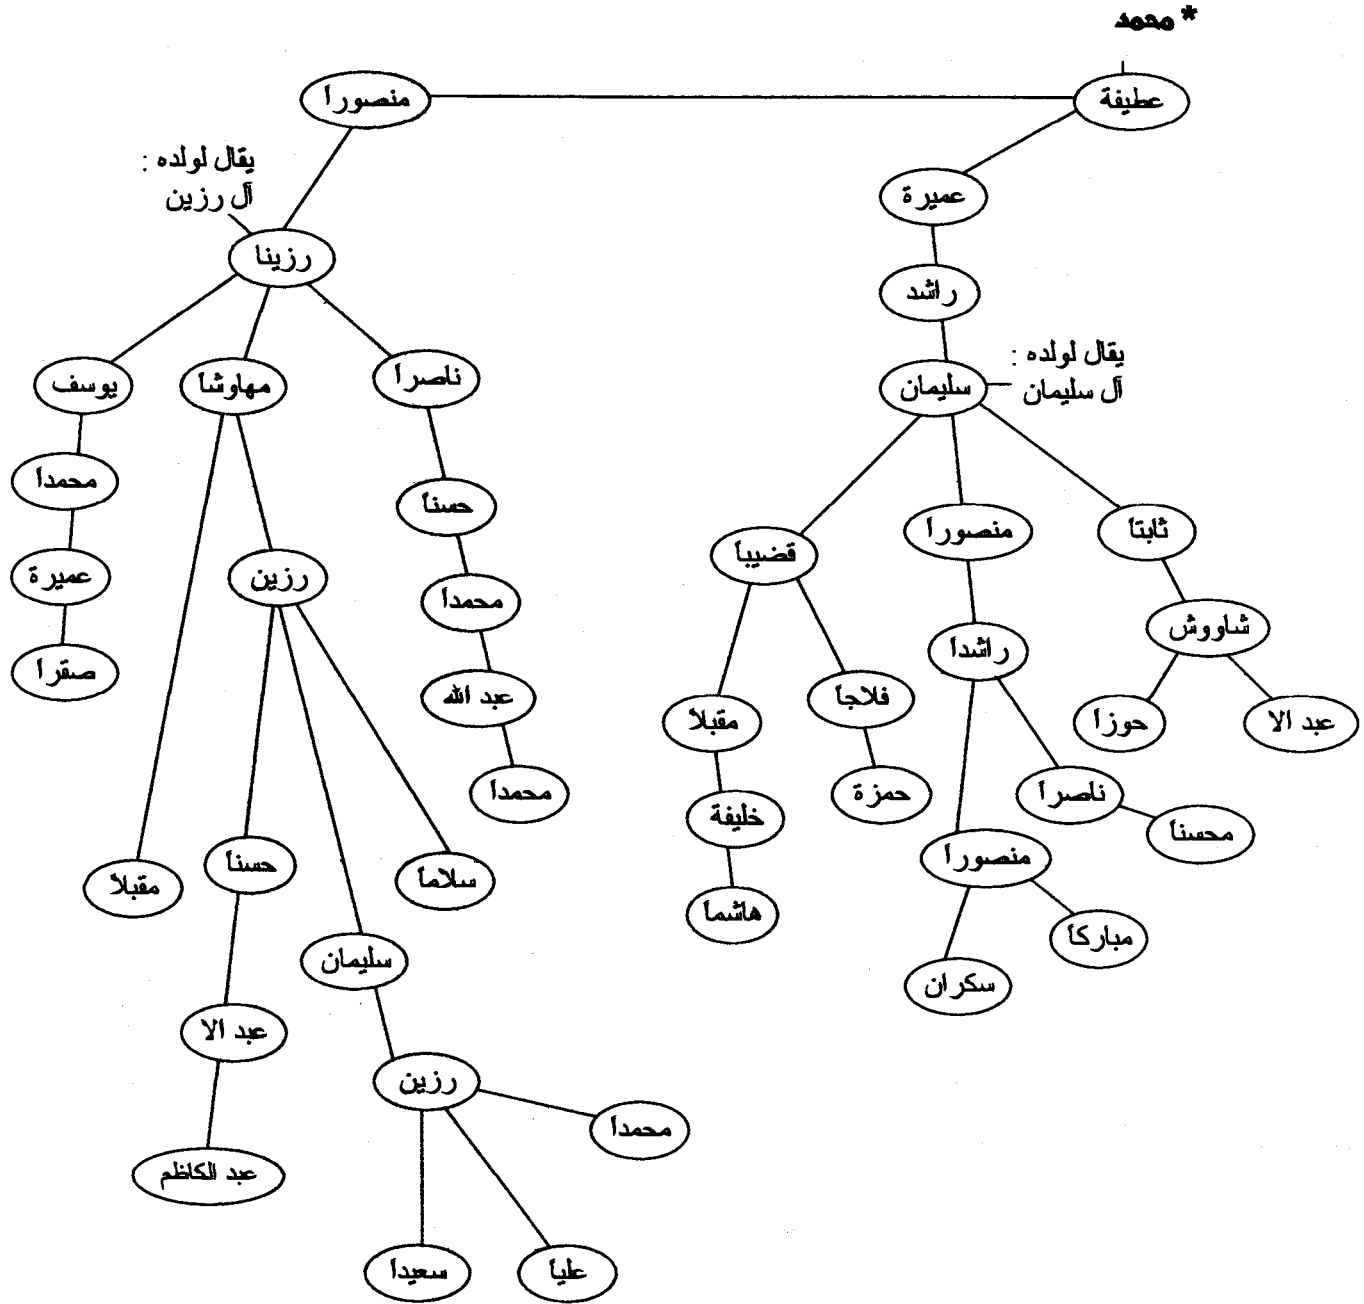 * محمد
عطيفة
منصوراً
عميرة
يقال لولده :
آل رزين
رزينا
راشد
يقال لولده :
آل سليمان
سليمان
ناصراً
مهاوشا
يوسف
محمداً
حسناً
ثابتاً
منصوراً
قضيباً
عميرة
رزين
محمداً
شاووش
راشداً
صقراً
عبد الله
فلاجاً
مقبلاً
حوزاً
عبد الا
محمداً
حمزة
ناصراً
خليفة
محسناً
منصوراً
حسناً
سلاماً
مقبلاً
هاشماً
مباركاً
سليمان
سكران
عبد الا
رزين
محمداً
عبد الكاظم
علياً
سعيداً